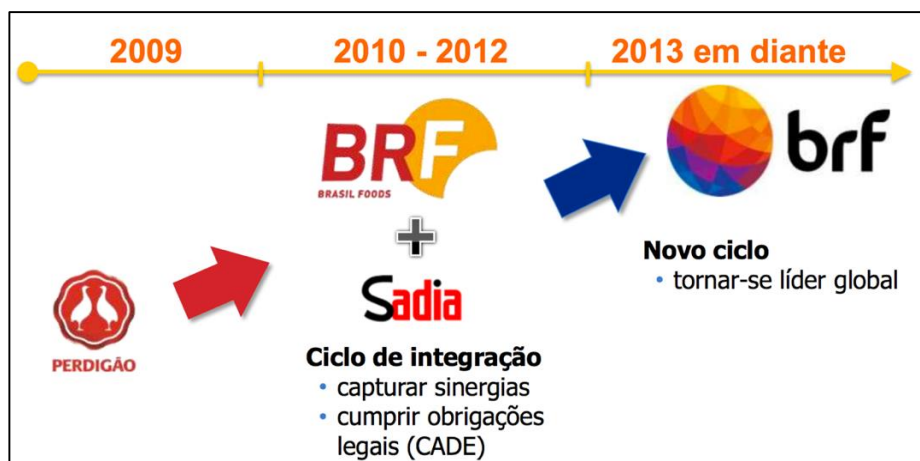 2009
2010 - 2012
2013 em diante
BRF
BRASIL FOODS
brf
Sadia
PERDIGÃO
Ciclo de integração
• capturar sinergias
• cumprir obrigações
legais (CADE)
Novo ciclo
• tornar-se líder global